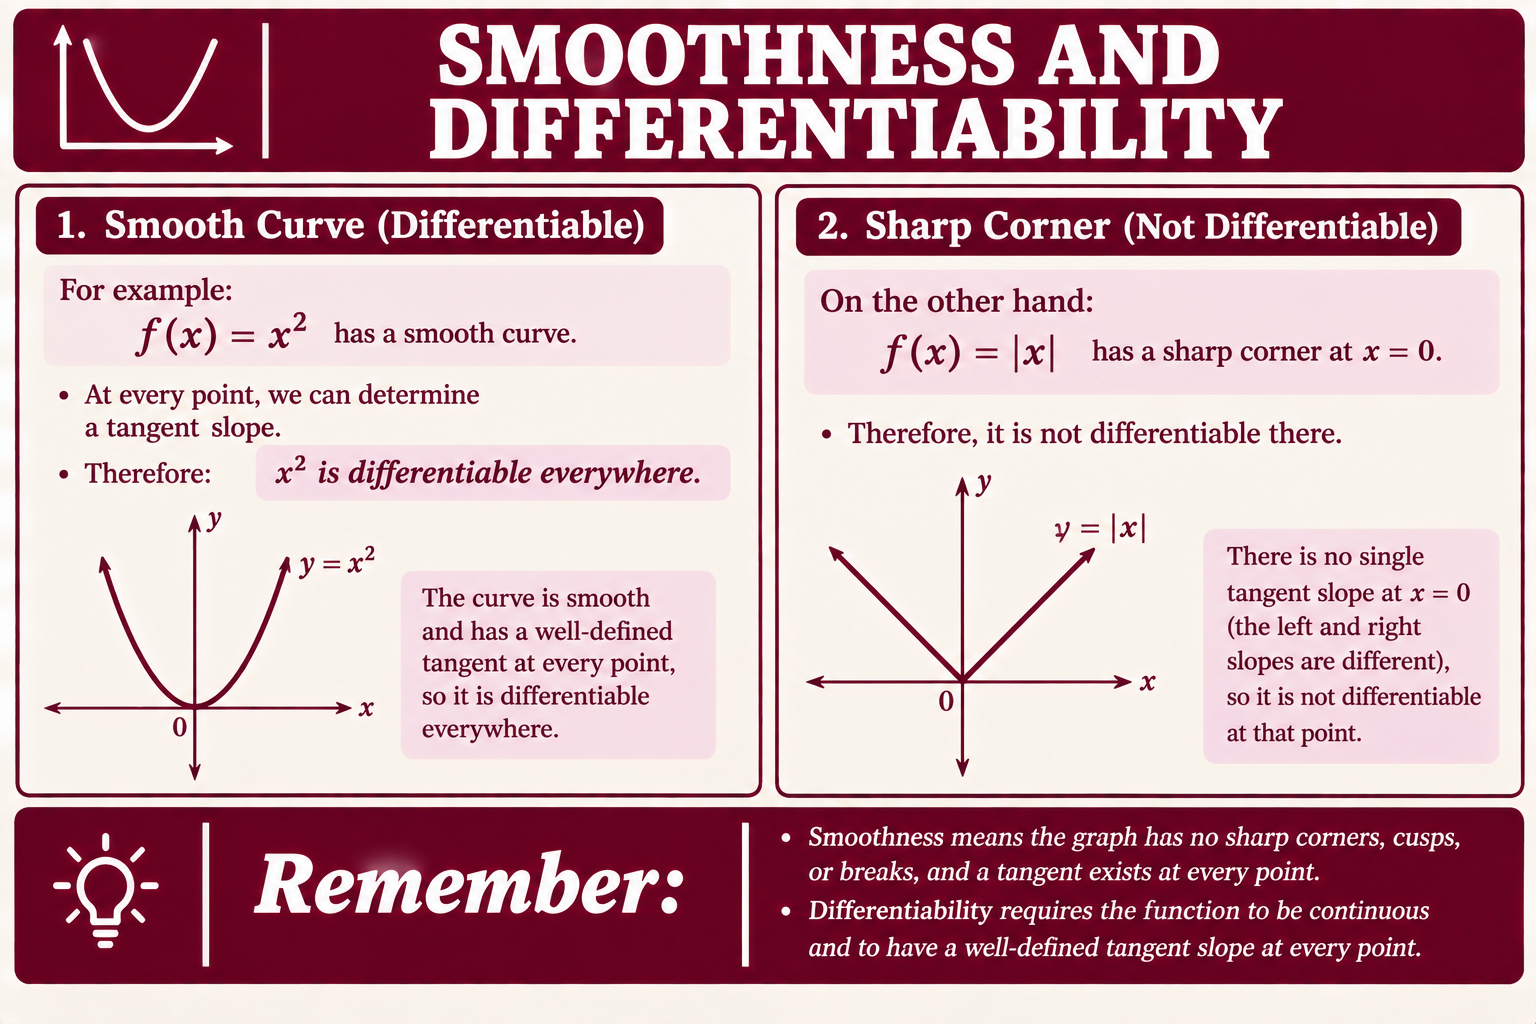 SMOOTHNESS AND
DIFFERENTIABILITY
1. Smooth Curve (Differentiable)
For example:
f(x) = x² has a smooth curve.
• At every point, we can determine
a tangent slope.
• Therefore: x² is differentiable everywhere.
y
y = x²
x
0
The curve is smooth
and has a well-defined
tangent at every point,
so it is differentiable
everywhere.
2. Sharp Corner (Not Differentiable)
On the other hand:
f(x) = |x| has a sharp corner at x = 0.
• Therefore, it is not differentiable there.
y
y = |x|
x
0
There is no single
tangent slope at x = 0
(the left and right
slopes are different),
so it is not differentiable
at that point.
Remember:
• Smoothness means the graph has no sharp corners, cusps,
or breaks, and a tangent exists at every point.
• Differentiability requires the function to be continuous
and to have a well-defined tangent slope at every point.